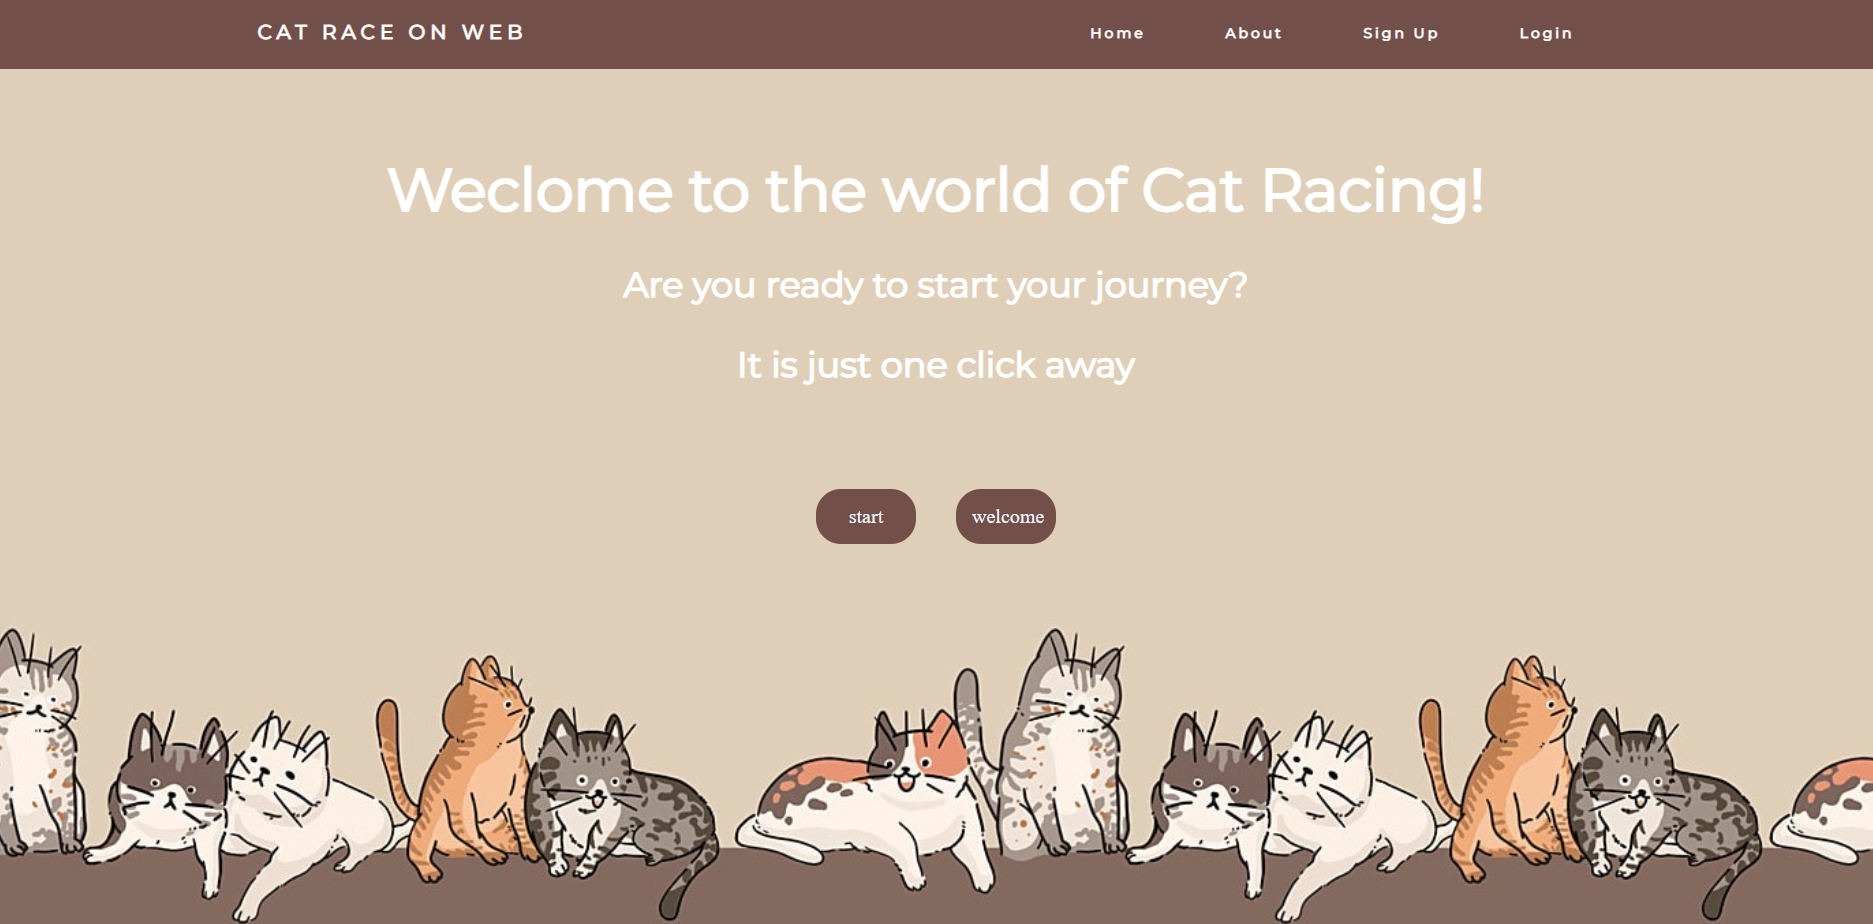 CAT RACE ON WEB
Home About Sign Up Login
Weclome to the world of Cat Racing!
Are you ready to start your journey?
It is just one click away
start welcome